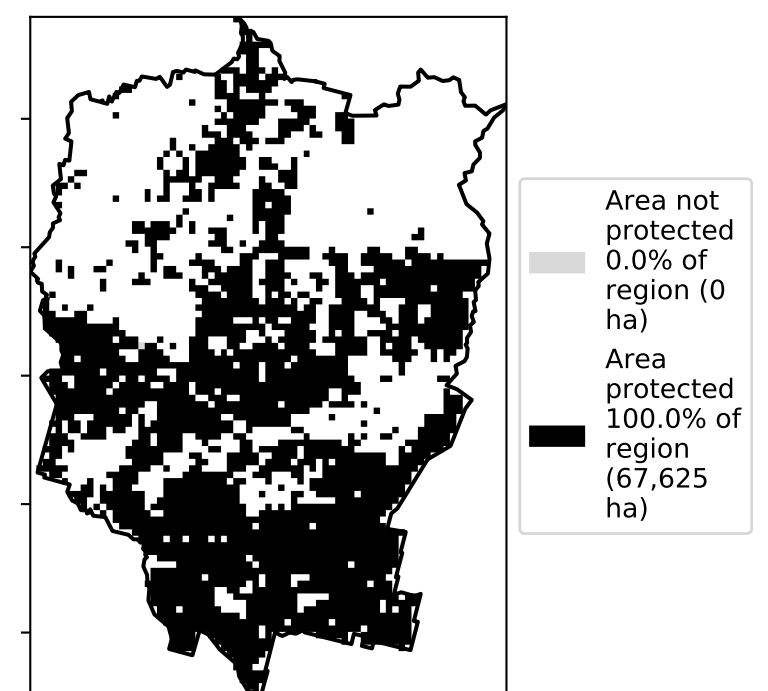 Area not
protected
0.0% of
region (0
ha)
Area
protected
100.0% of
region
(67,625
ha)